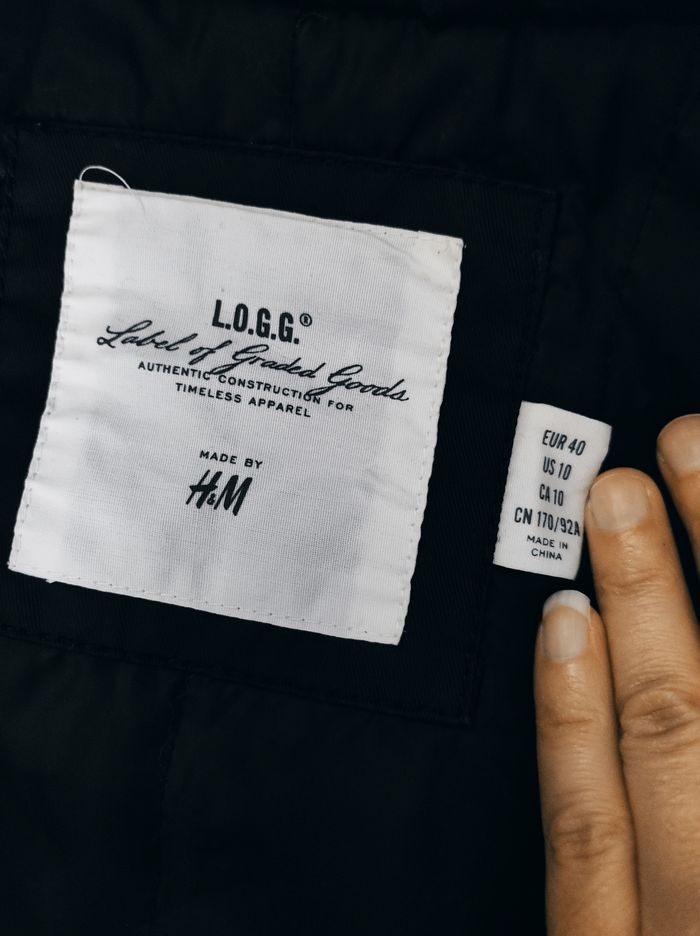 L.O.G.G.®
Label of Graded Goods
AUTHENTIC CONSTRUCTION FOR
TIMELESS APPAREL
MADE BY
H&M
EUR 40
US 10
CA 10
CN 170/92A
MADE IN
CHINA